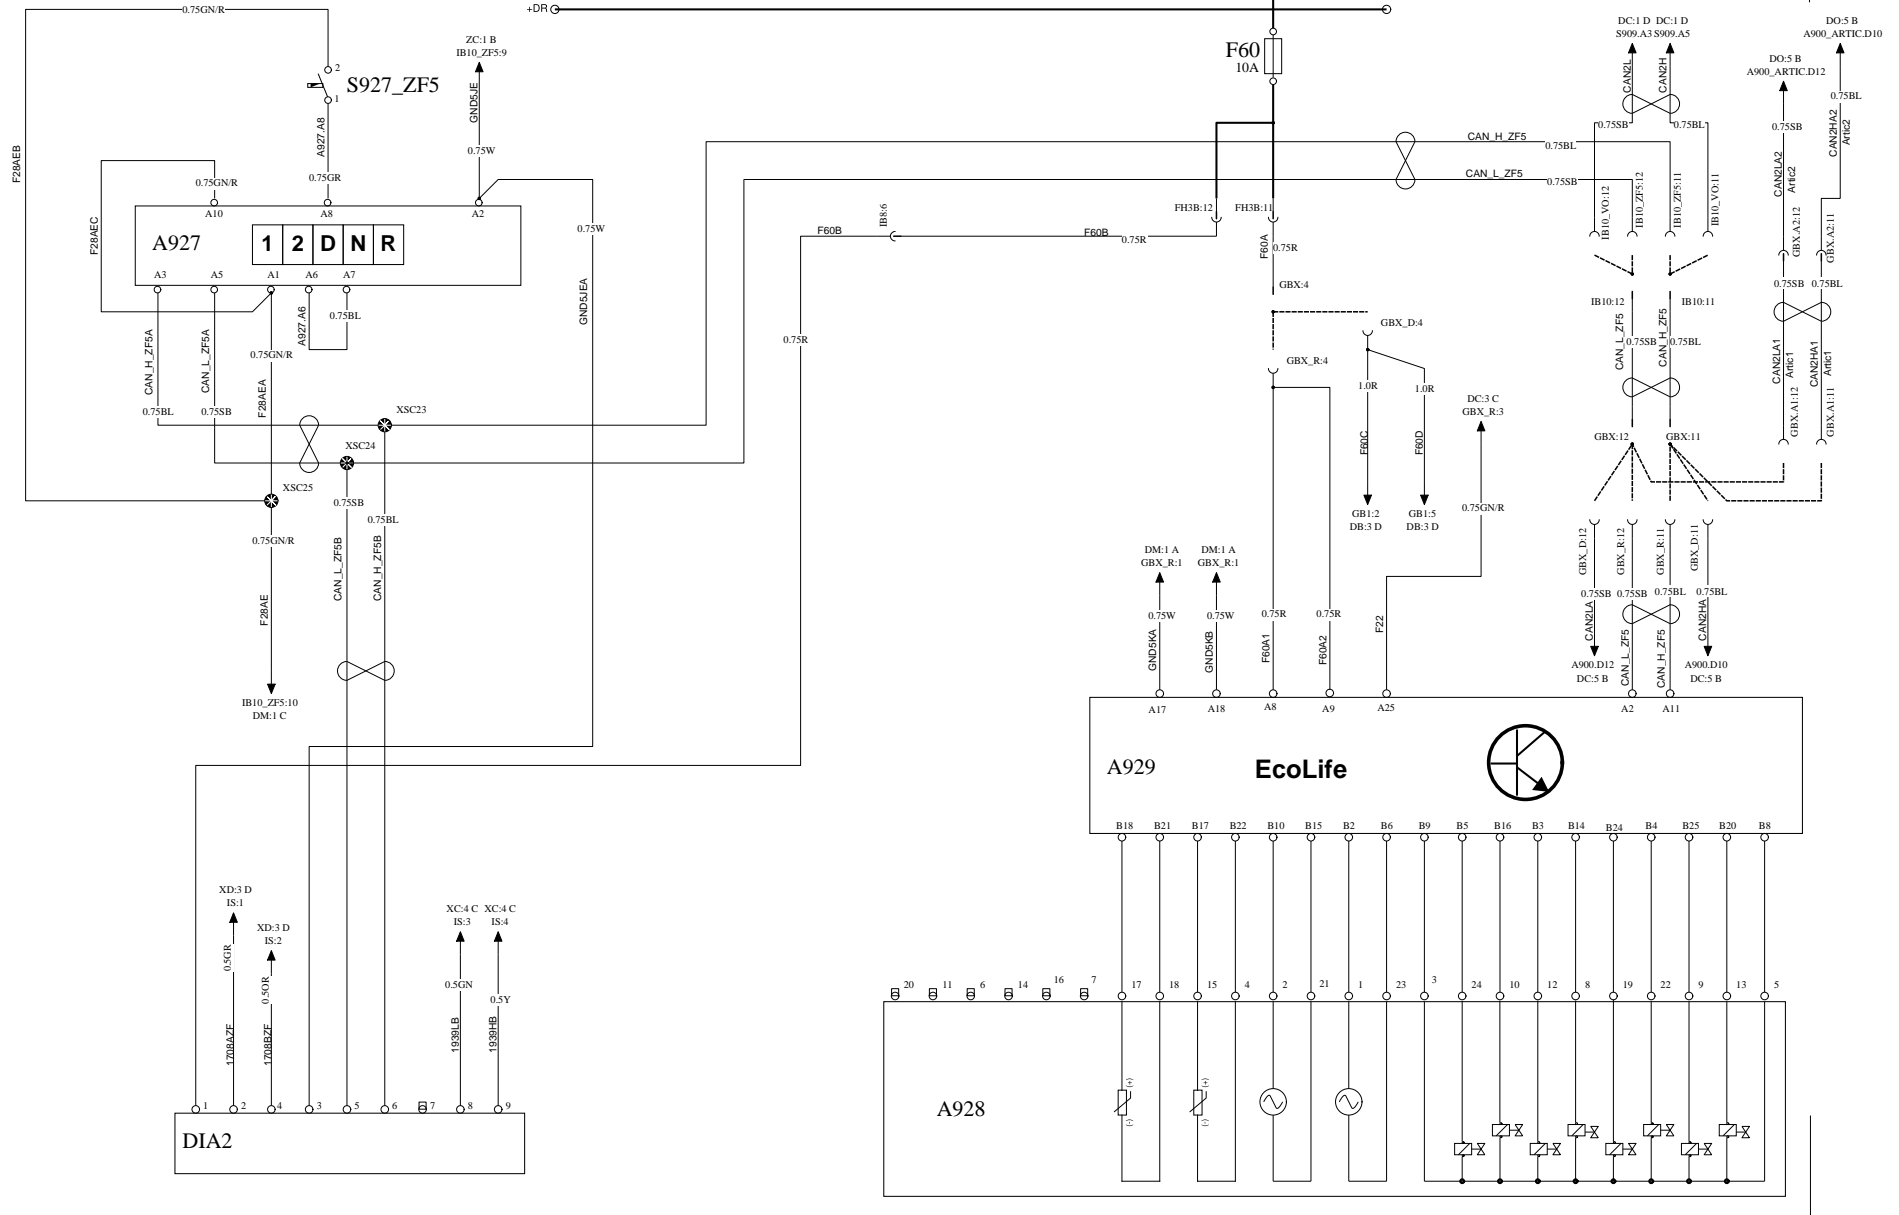 0.75GN/R
+DR
F60
10A
DC:1 D
S909.A3
DC:1 D
S909.A5
DO:5 B
A900_ARTIC.D10
DO:5 B
A900_ARTIC.D12
ZC:1 B
IB10_ZF5:9
2
S927_ZF5
1
GND5JE
CAN2L
CAN2H
0.75BL
A927.A8
0.75W
0.75SB
0.75BL
0.75SB
CAN2HA2
Artic2
F28AEB
CAN_H_ZF5
0.75BL
CAN_L_ZF5
0.75SB
CAN2LA2
Artic2
0.75GN/R
0.75GR
A10
A8
A2
0.75W
IB8:6
FH3B:12
FH3B:11
IB10_VO:12
IB10_ZF5:12
IB10_ZF5:11
IB10_VO:11
GBX.A2:12
GBX.A2:11
F28AEC
A927
1 2 D N R
F60B
F60B
0.75R
F60A
0.75R
A3
A5
A1
A6
A7
GND5JEA
GBX:4
0.75SB
0.75BL
IB10:12
IB10:11
A927.A6
0.75BL
GBX_D:4
0.75R
CAN_H_ZF5A
CAN_L_ZF5A
0.75GN/R
GBX_R:4
CAN_L_ZF5
0.75SB
CAN_H_ZF5
0.75BL
CAN2LA1
Artic1
CAN2HA1
Artic1
1.0R
1.0R
F28AEA
0.75BL
0.75SB
XSC23
DC:3 C
GBX_R:3
GBX.A1:12
GBX.A1:11
XSC24
F60C
F60D
GBX:12
GBX:11
XSC25
0.75SB
0.75BL
0.75GN/R
GB1:2
DB:3 D
GB1:5
DB:3 D
0.75GN/R
GBX_D:12
GBX_R:12
GBX_R:11
GBX_D:11
CAN_L_ZF5B
CAN_H_ZF5B
DM:1 A
GBX_R:1
DM:1 A
GBX_R:1
F28AE
0.75W
0.75W
0.75R
0.75R
F22
0.75SB
0.75SB
0.75BL
0.75BL
CAN2LA
CAN2HA
GND5KA
GND5KB
F60A1
F60A2
CAN_L_ZF5
CAN_H_ZF5
A900.D12
DC:5 B
A900.D10
DC:5 B
IB10_ZF5:10
DM:1 C
A17
A18
A8
A9
A25
A2
A11
A929
EcoLife
B18
B21
B17
B22
B10
B15
B2
B6
B9
B5
B16
B3
B14
B24
B4
B25
B20
B8
XD:3 D
IS:1
XD:3 D
IS:2
XC:4 C
IS:3
XC:4 C
IS:4
0.5GR
0.5OR
0.5GN
0.5Y
1708AZF
1708BZF
1939LB
1939HB
20
11
6
14
16
7
17
18
15
4
2
21
1
23
3
24
10
12
8
19
22
9
13
5
(+)
(-)
(+)
(-)
A928
1
2
4
3
5
6
7
8
9
DIA2